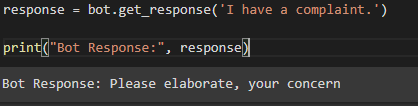 response = bot.get_response('I have a complaint.')
print("Bot Response:", response)
Bot Response: Please elaborate, your concern